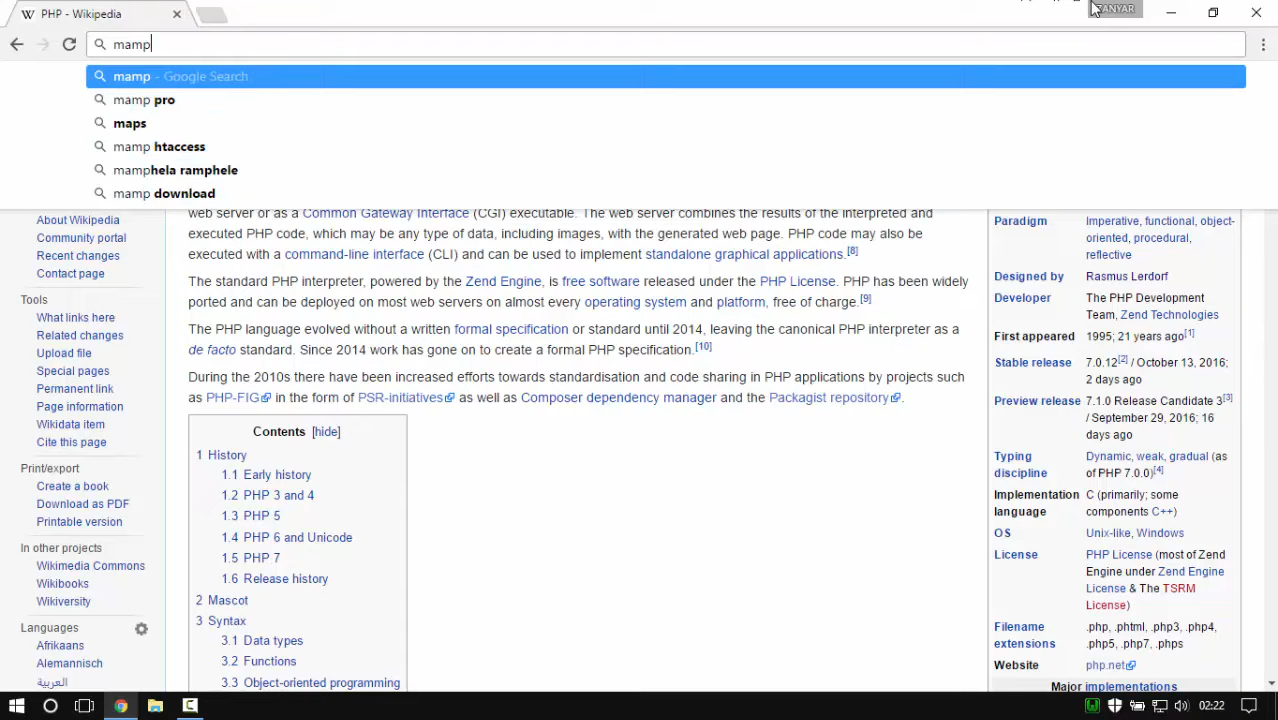 PHP - Wikipedia
ZANYAR
mamp
mamp - Google Search
mamp pro
maps
mamp htaccess
mamphela ramphele
mamp download
About Wikipedia
Community portal
Recent changes
Contact page
Tools
What links here
Related changes
Upload file
Special pages
Permanent link
Page information
Wikidata item
Cite this page
Print/export
Create a book
Download as PDF
Printable version
In other projects
Wikimedia Commons
Wikibooks
Wikiversity
Languages
Afrikaans
Alemannisch
العربية
web server or as a Common Gateway Interface (CGI) executable. The web server combines the results of the interpreted and
executed PHP code, which may be any type of data, including images, with the generated web page. PHP code may also be
executed with a command-line interface (CLI) and can be used to implement standalone graphical applications.[8]
The standard PHP interpreter, powered by the Zend Engine, is free software released under the PHP License. PHP has been widely
ported and can be deployed on most web servers on almost every operating system and platform, free of charge.[9]
The PHP language evolved without a written formal specification or standard until 2014, leaving the canonical PHP interpreter as a
de facto standard. Since 2014 work has gone on to create a formal PHP specification.[10]
During the 2010s there have been increased efforts towards standardisation and code sharing in PHP applications by projects such
as PHP-FIG in the form of PSR-initiatives as well as Composer dependency manager and the Packagist repository.
Contents [hide]
1 History
1.1 Early history
1.2 PHP 3 and 4
1.3 PHP 5
1.4 PHP 6 and Unicode
1.5 PHP 7
1.6 Release history
2 Mascot
3 Syntax
3.1 Data types
3.2 Functions
3.3 Object-oriented programming
Paradigm Imperative, functional, object-
oriented, procedural,
reflective
Designed by Rasmus Lerdorf
Developer The PHP Development
Team, Zend Technologies
First appeared 1995; 21 years ago[1]
Stable release 7.0.12[2] / October 13, 2016;
2 days ago
Preview release 7.1.0 Release Candidate 3[3]
/ September 29, 2016; 16
days ago
Typing Dynamic, weak, gradual (as
discipline of PHP 7.0.0)[4]
Implementation C (primarily; some
language components C++)
OS Unix-like, Windows
License PHP License (most of Zend
Engine under Zend Engine
License & The TSRM
License)
Filename .php, .phtml, .php3, .php4,
extensions .php5, .php7, .phps
Website php.net
Major implementations
02:22